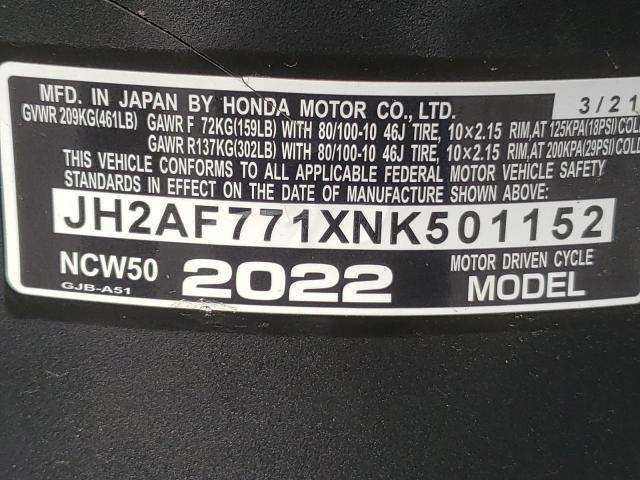 MFD. IN JAPAN BY HONDA MOTOR CO., LTD. 3/21
GVWR 209KG(461LB) GAWR F 72KG(159LB) WITH 80/100-10 46J TIRE, 10×2.15 RIM,AT 125KPA(18PSI)COL
GAWR R137KG(302LB) WITH 80/100-10 46J TIRE, 10×2.15 RIM,AT 200KPA(29PSI)COLD
THIS VEHICLE CONFORMS TO ALL APPLICABLE FEDERAL MOTOR VEHICLE SAFETY
STANDARDS IN EFFECT ON THE DATE OF MANUFACTURE SHOWN ABOVE.
JH2AF771XNK501152
NCW50 2022 MOTOR DRIVEN CYCLE
GJB-A51 MODEL